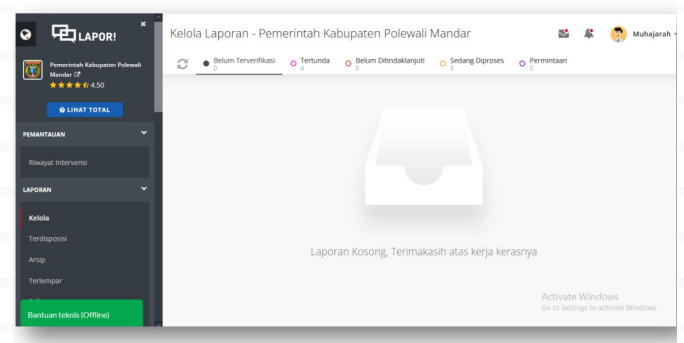 LAPOR!
Pemerintah Kabupaten Polewali
Mandar
4.50
LIHAT TOTAL
PEMANTAUAN
Riwayat Intervensi
LAPORAN
Kelola
Terdisposisi
Arsip
Terlempar
Bantuan teknis (Offline)
Kelola Laporan - Pemerintah Kabupaten Polewali Mandar
Muhajarah
Belum Terverifikasi
0
Tertunda
4
Belum Ditindaklanjuti
0
Sedang Diproses
0
Permintaan
0
Laporan Kosong, Terimakasih atas kerja kerasnya
Activate Windows
Go to Settings to activate Windows.